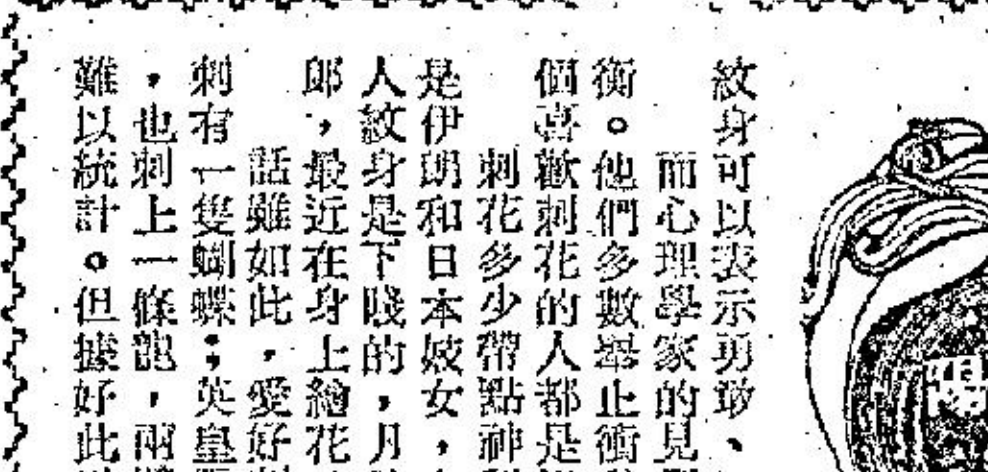 紋身可以表示勇敢、
而心理學家的見
衡。他們多數舉止衝
個喜歡刺花的人都是
刺花多少帶點神
是伊朗和日本妓女，
人紋身是下賤的，月
郎，最近在身上繪花
話雖如此，愛好
刺有一隻蝴蝶；英皇
，也刺上一條龍，兩
難以統計。但據好此